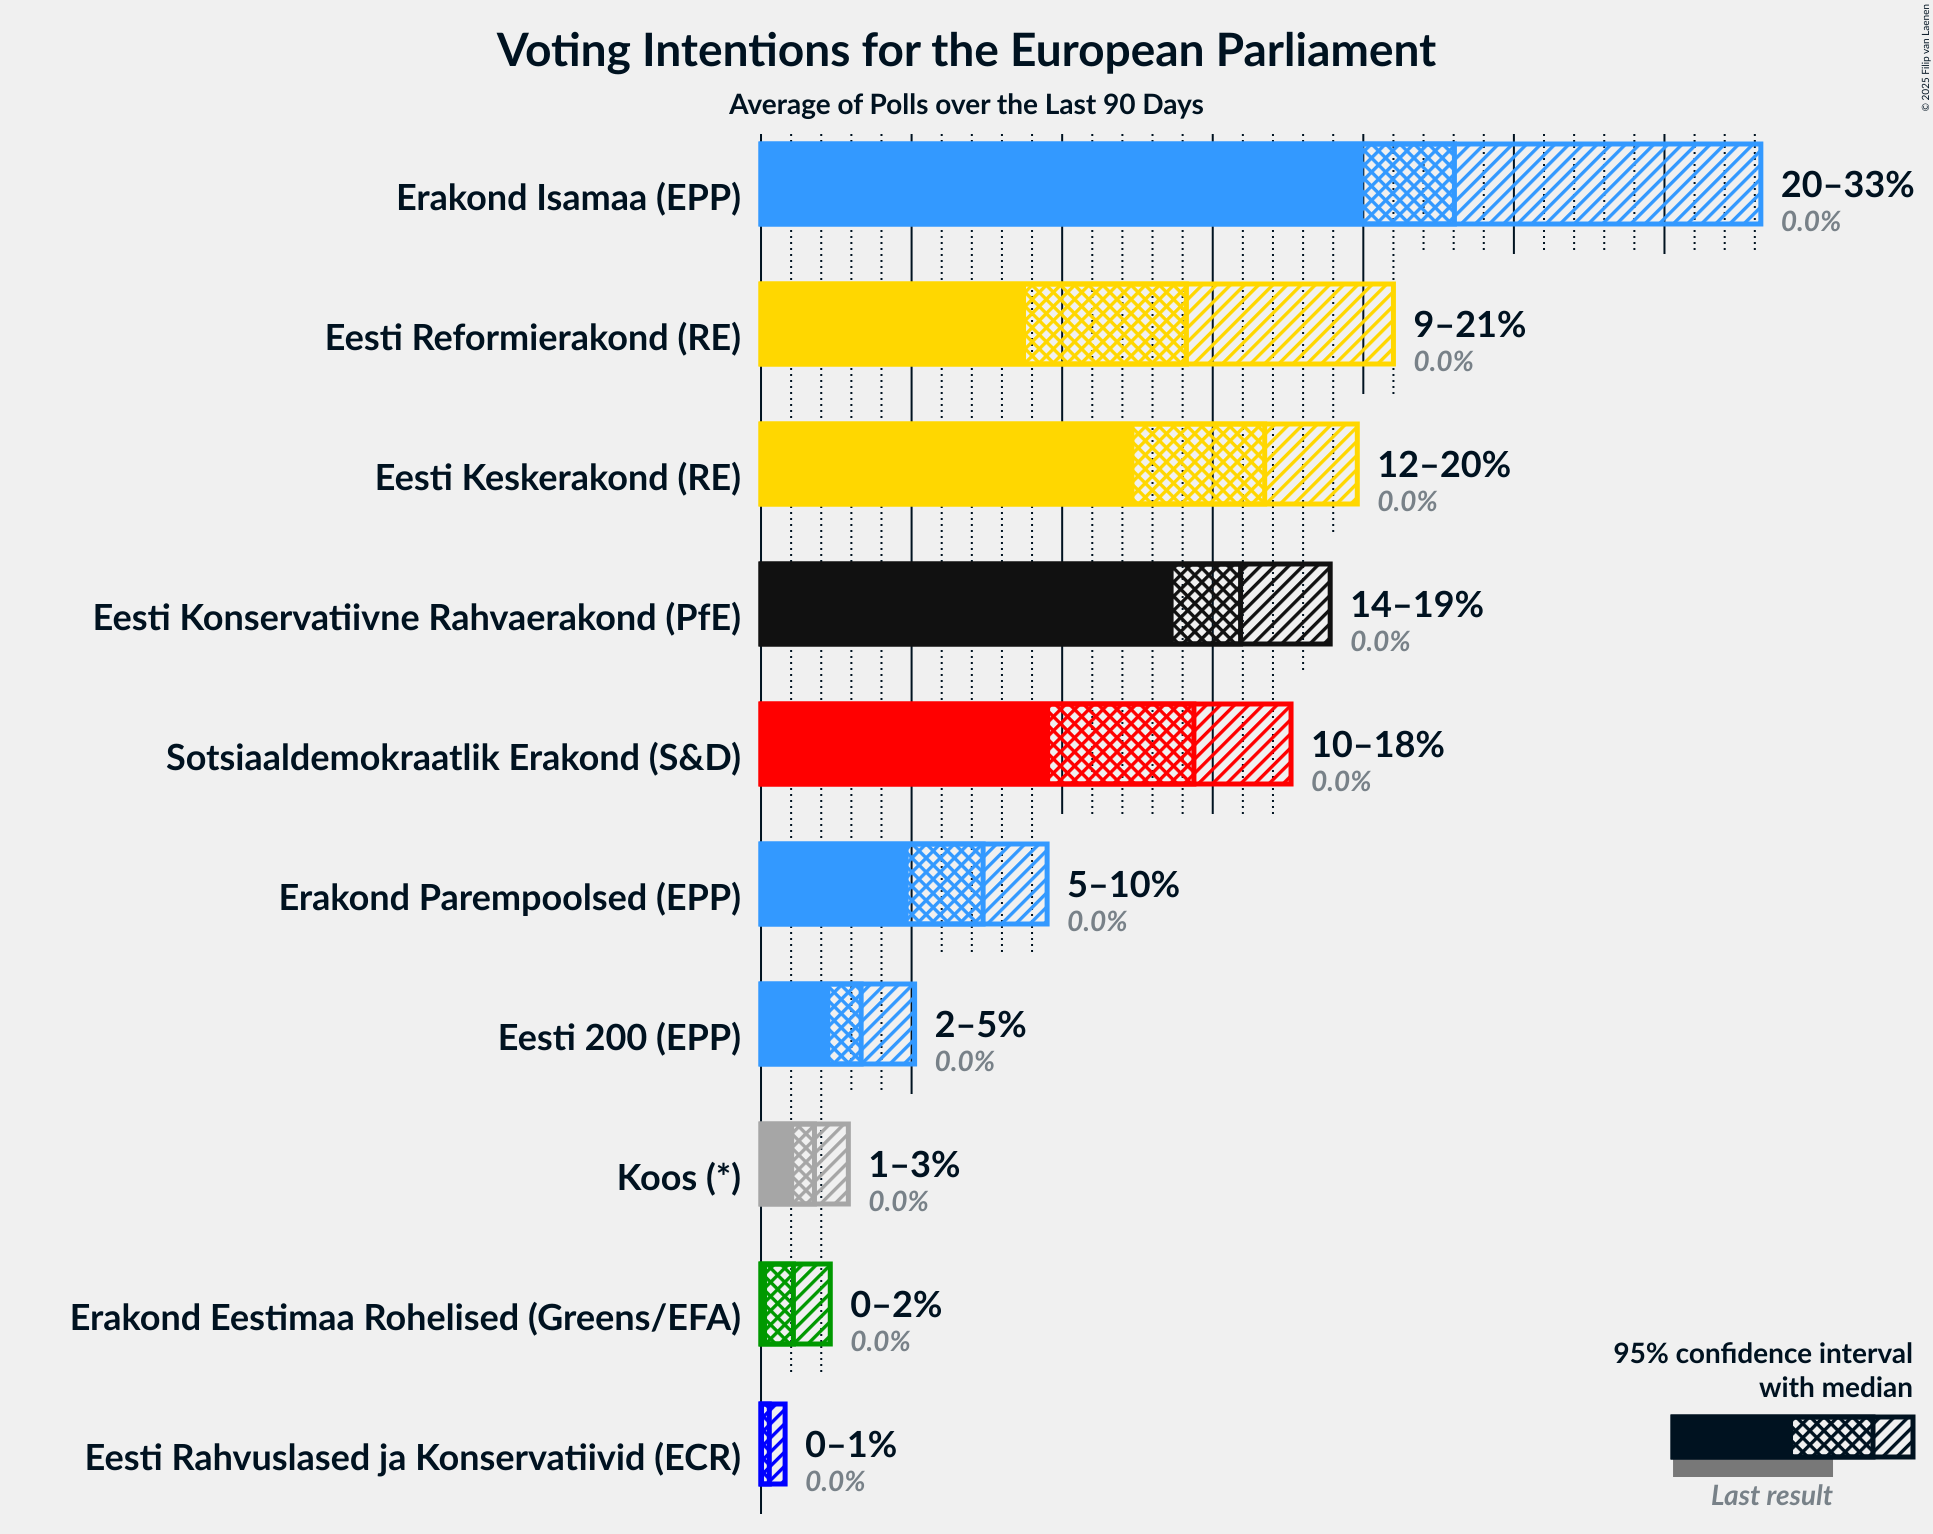 Voting Intentions for the European Parliament
Average of Polls over the Last 90 Days
© 2025 Filip van Laenen
Erakond Isamaa (EPP)
20–33%
0.0%
Eesti Reformierakond (RE)
9–21%
0.0%
Eesti Keskerakond (RE)
12–20%
0.0%
Eesti Konservatiivne Rahvaerakond (PfE)
14–19%
0.0%
Sotsiaaldemokraatlik Erakond (S&D)
10–18%
0.0%
Erakond Parempoolsed (EPP)
5–10%
0.0%
Eesti 200 (EPP)
2–5%
0.0%
Koos (*)
1–3%
0.0%
Erakond Eestimaa Rohelised (Greens/EFA)
0–2%
0.0%
Eesti Rahvuslased ja Konservatiivid (ECR)
0–1%
0.0%
95% confidence interval
with median
Last result